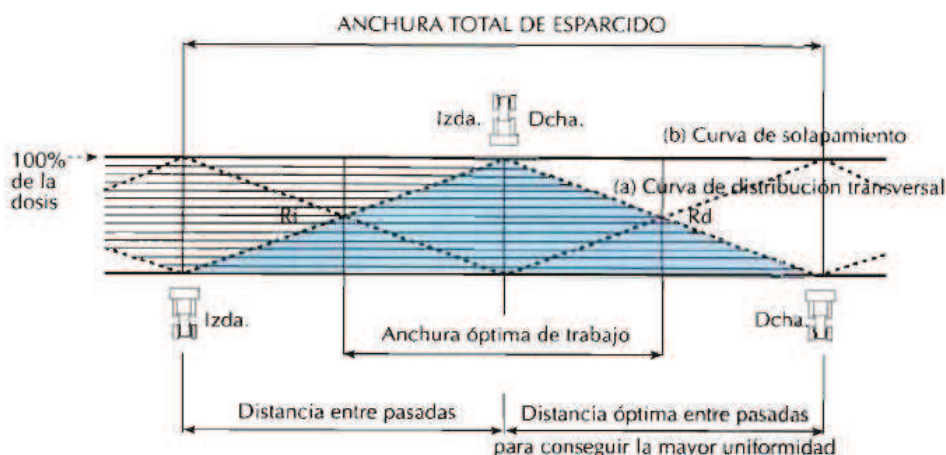 ANCHURA TOTAL DE ESPARCIDO
Izda. Dcha.
(b) Curva de solapamiento
100%
de la
dosis
(a) Curva de distribución transversal
Ri
Rd
Izda.
Dcha.
Anchura óptima de trabajo
Distancia entre pasadas
Distancia óptima entre pasadas
para conseguir la mayor uniformidad